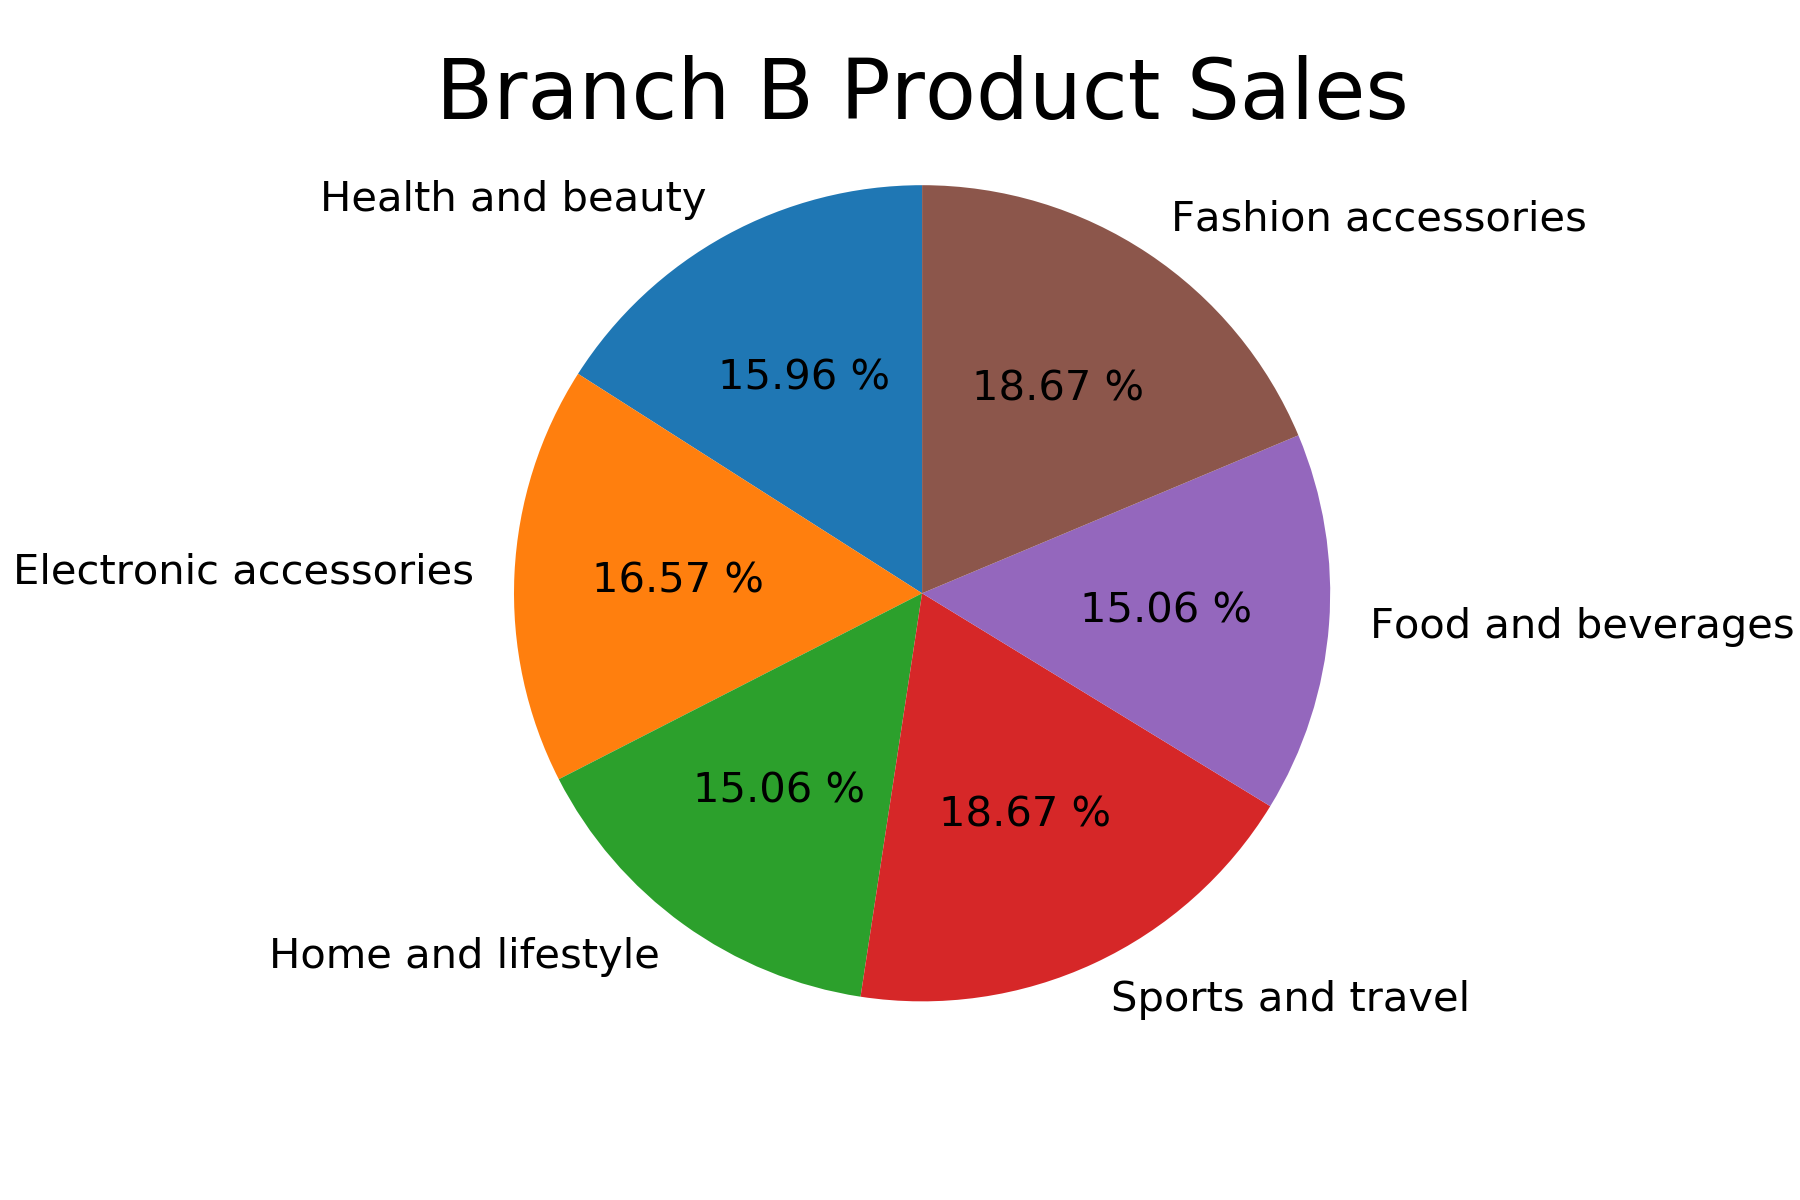 Branch B Product Sales
Health and beauty
Fashion accessories
15.96 %
18.67 %
Electronic accessories
16.57 %
15.06 %
Food and beverages
15.06 %
18.67 %
Home and lifestyle
Sports and travel